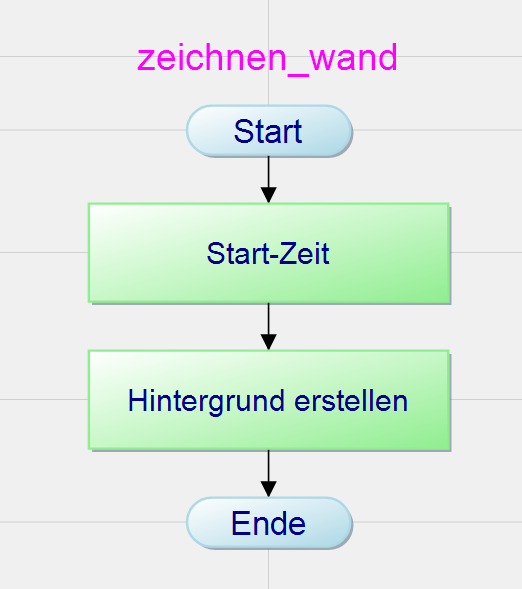 zeichnen_wand
Start
Start-Zeit
Hintergrund erstellen
Ende